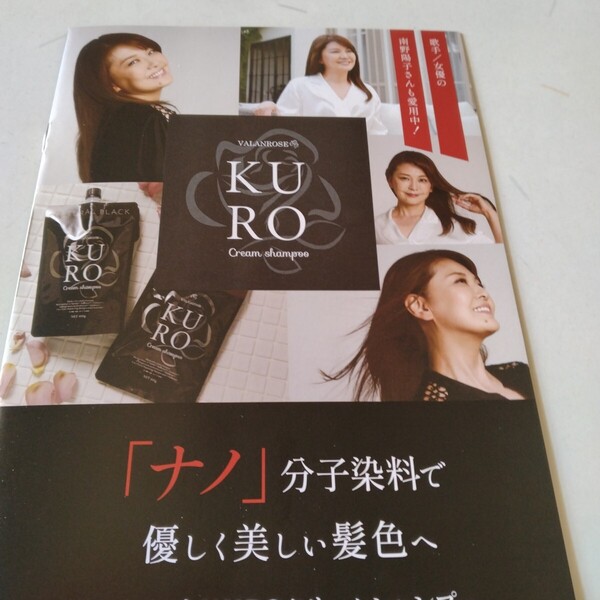 歌手/女優の
南野陽子さんも愛用中!
VALANROSE
KU
RO
Cream shampoo
BLACK
KU
RO
Cream shampoo
KU
RO
Cream shampoo
「ナノ」分子染料で
優しく美しい髪色へ